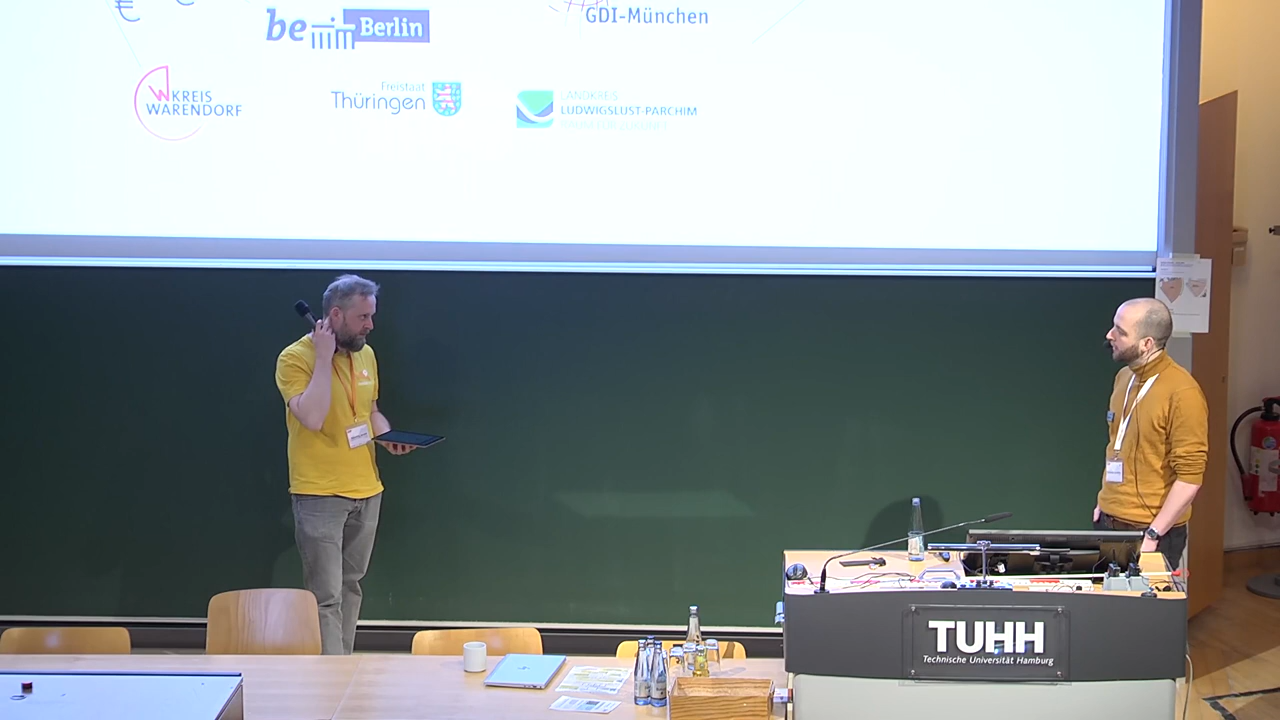 €
be Berlin
GDI-München
KREIS
WARENDORF
Freistaat
Thüringen
LANDKREIS
LUDWIGSLUST-PARCHIM
TUHH
Technische Universität Hamburg